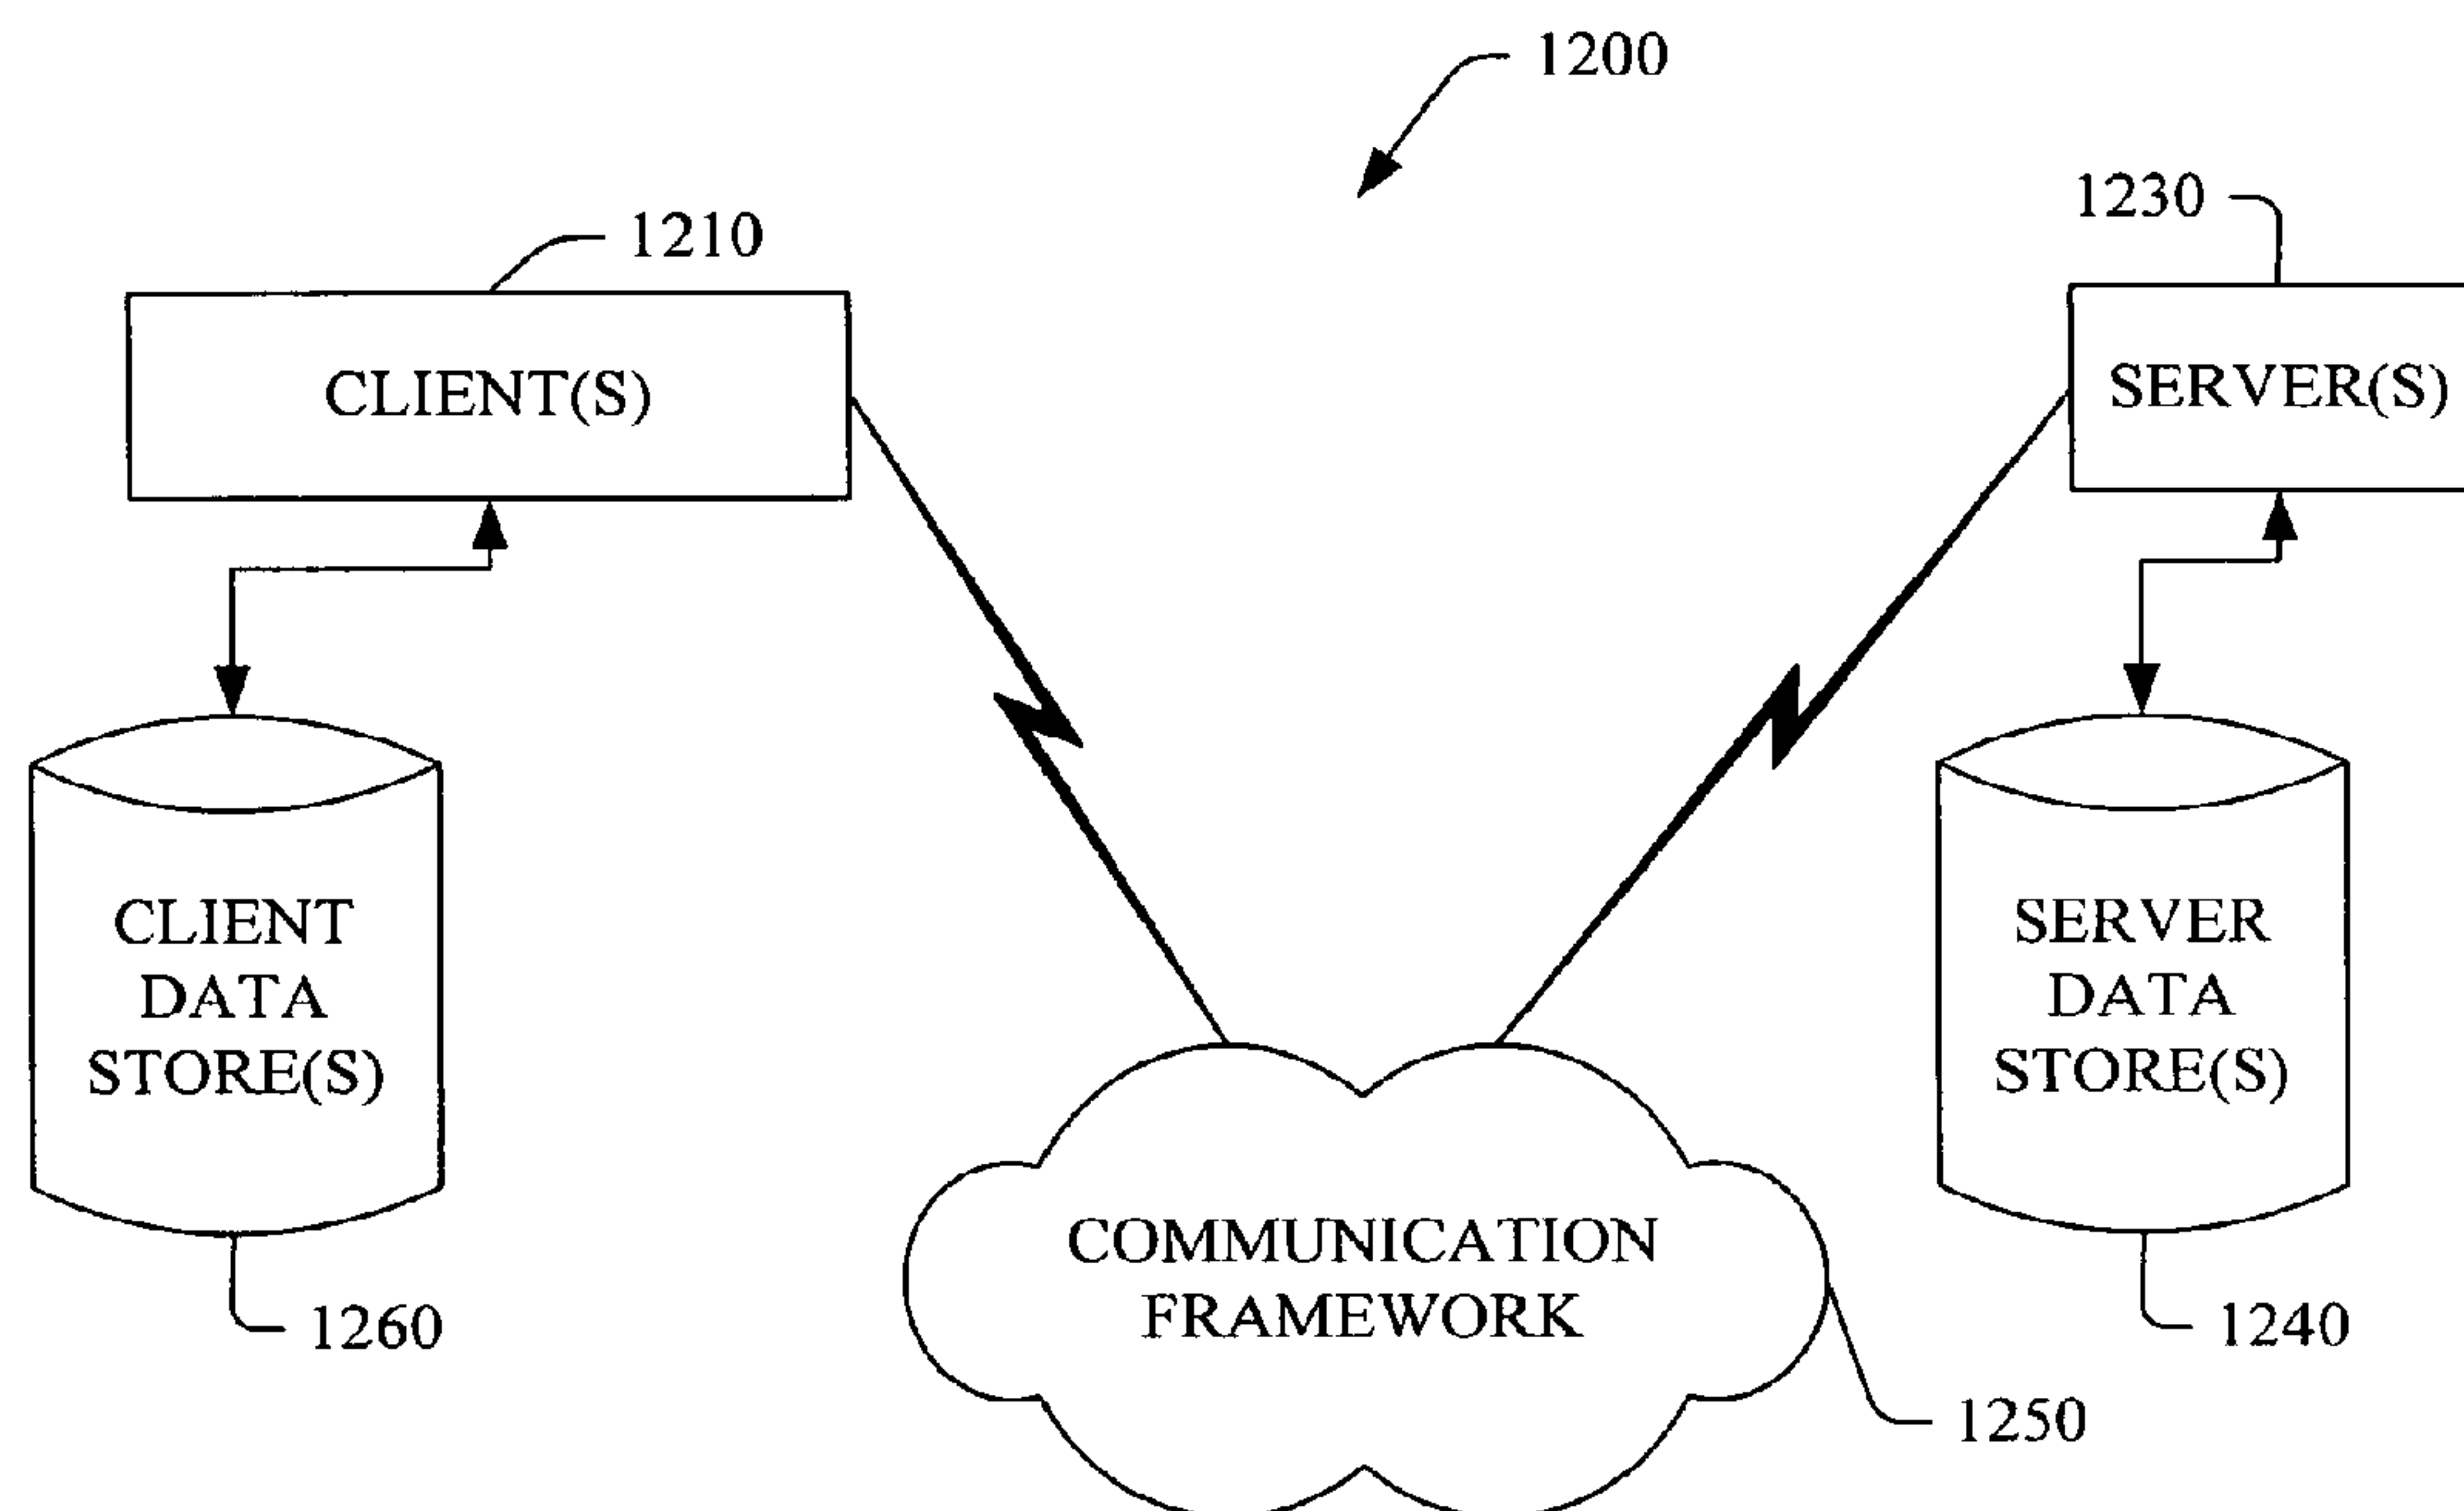 1200
1210
1230
CLIENT(S)
SERVER(S)
CLIENT
DATA
STORE(S)
SERVER
DATA
STORE(S)
COMMUNICATION
FRAMEWORK
1260
1240
1250